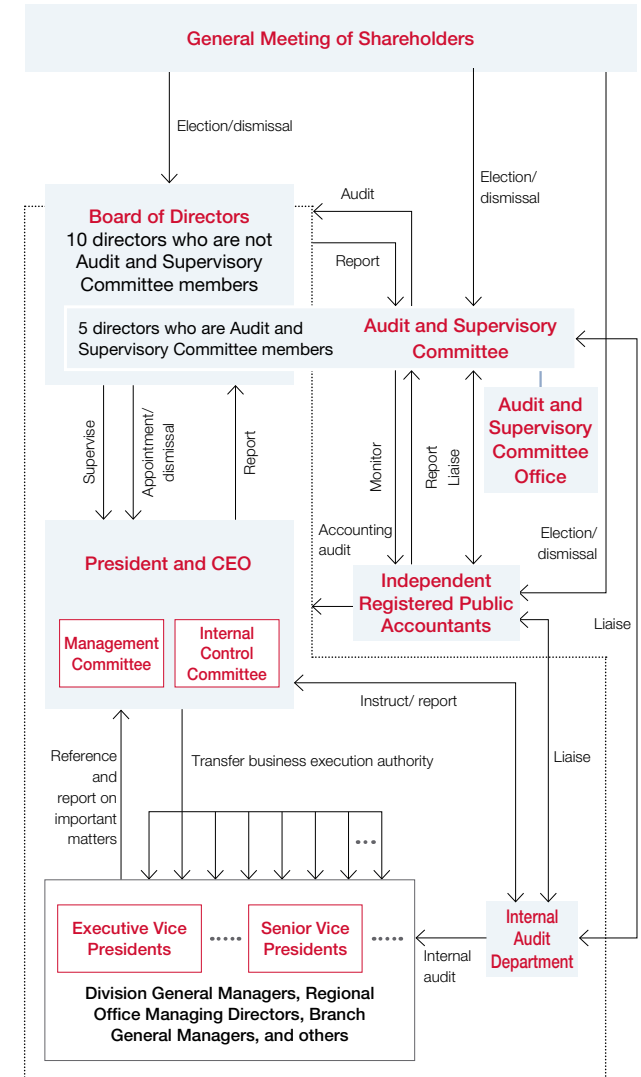 General Meeting of Shareholders
Election/dismissal
Election/
dismissal
Audit
Board of Directors
10 directors who are not
Audit and Supervisory
Committee members
Report
5 directors who are Audit and
Supervisory Committee members
Audit and Supervisory
Committee
Audit and
Supervisory
Committee
Office
Supervise
Appointment/
dismissal
Report
Monitor
Report
Liaise
Accounting
audit
Election/
dismissal
President and CEO
Independent
Registered Public
Accountants
Liaise
Management
Committee
Internal
Control
Committee
Instruct/ report
Reference
and
report on
important
matters
Transfer business execution authority
Liaise
Executive Vice
Presidents
Senior Vice
Presidents
Internal
Audit
Department
Internal
audit
Division General Managers, Regional
Office Managing Directors, Branch
General Managers, and others